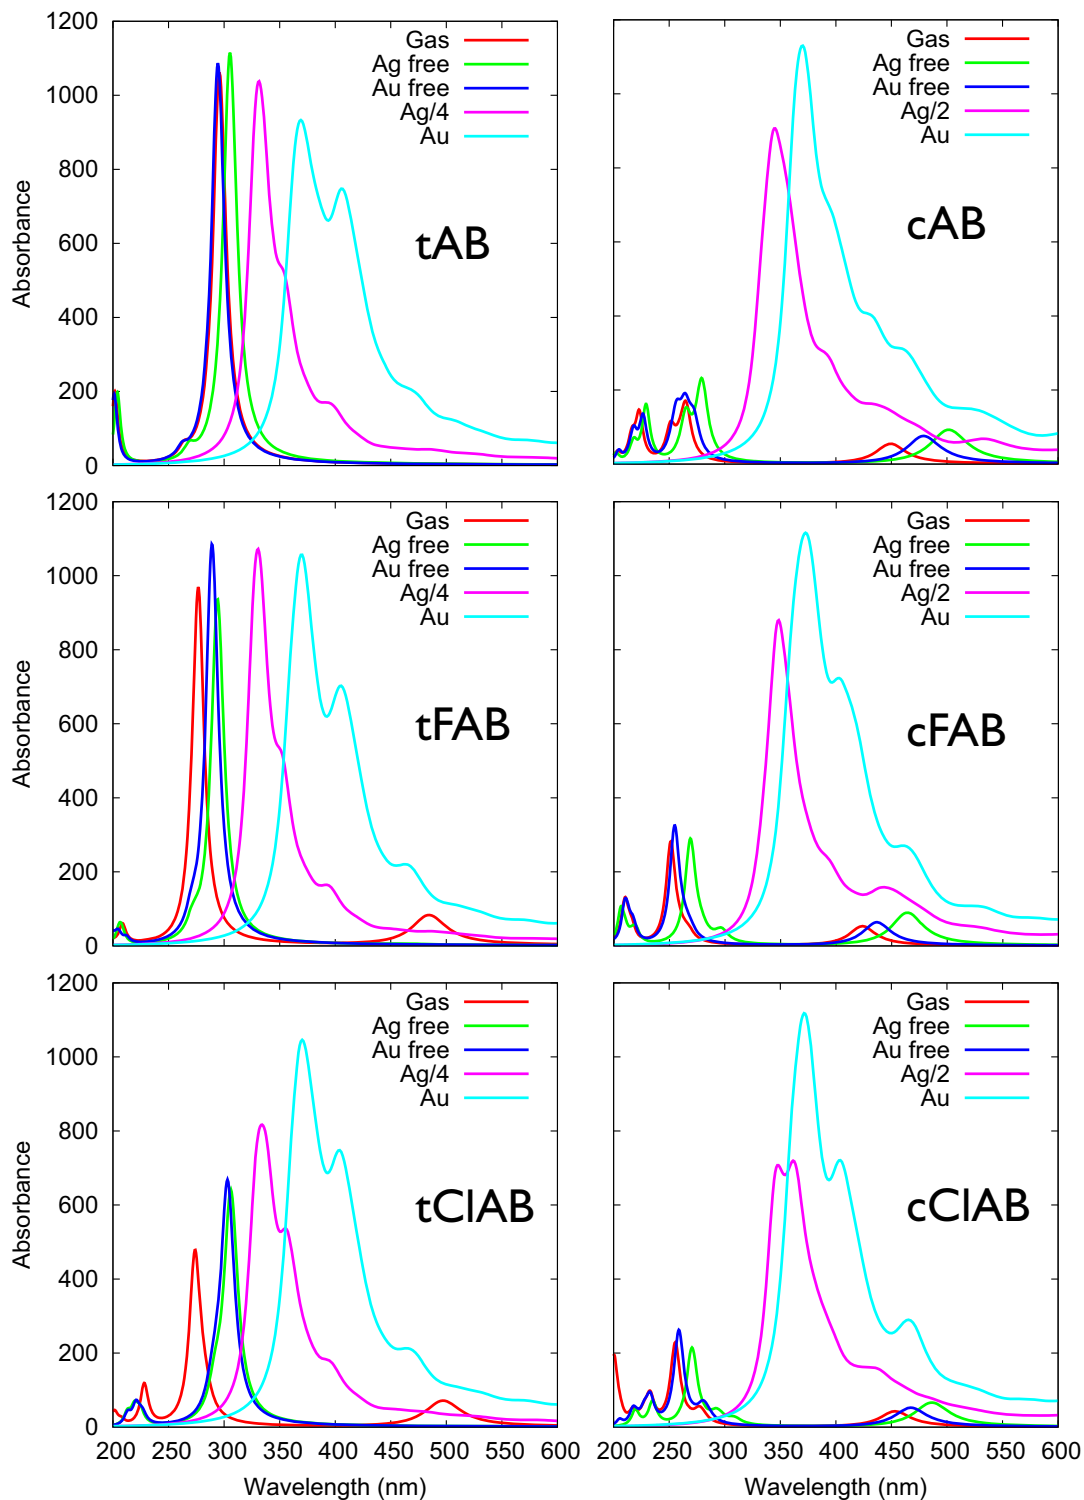 1200
1000
800
600
400
200
0
Absorbance
Gas
Ag free
Au free
Ag/4
Au
tAB
Gas
Ag free
Au free
Ag/2
Au
cAB
1200
1000
800
600
400
200
0
Absorbance
Gas
Ag free
Au free
Ag/4
Au
tFAB
Gas
Ag free
Au free
Ag/2
Au
cFAB
1200
1000
800
600
400
200
0
Absorbance
Gas
Ag free
Au free
Ag/4
Au
tClAB
200 250 300 350 400 450 500 550 600
Wavelength (nm)
Gas
Ag free
Au free
Ag/2
Au
cClAB
200 250 300 350 400 450 500 550 600
Wavelength (nm)